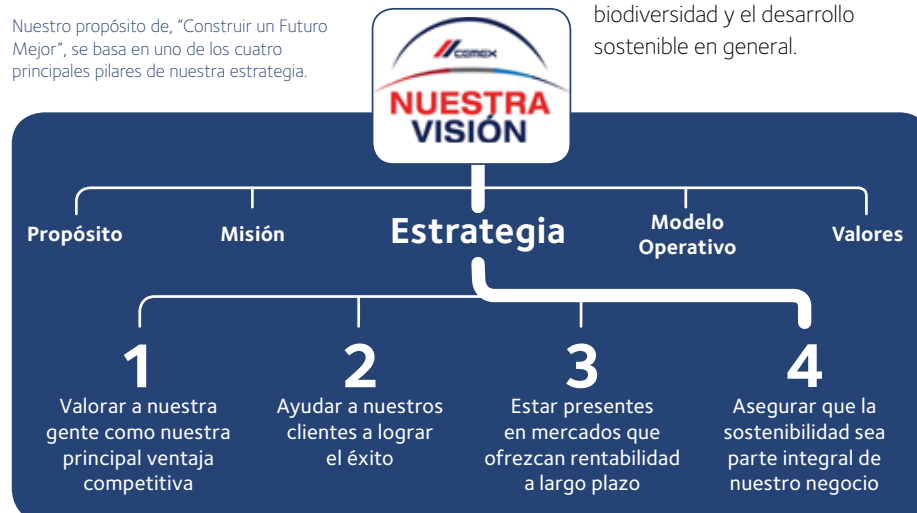 Nuestro propósito de, “Construir un Futuro
Mejor”, se basa en uno de los cuatro
principales pilares de nuestra estrategia.
biodiversidad y el desarrollo
sostenible en general.
CEMEX
NUESTRA
VISIÓN
Propósito
Misión
Estrategia
Modelo
Operativo
Valores
1
Valorar a nuestra
gente como nuestra
principal ventaja
competitiva
2
Ayudar a nuestros
clientes a lograr
el éxito
3
Estar presentes
en mercados que
ofrezcan rentabilidad
a largo plazo
4
Asegurar que la
sostenibilidad sea
parte integral de
nuestro negocio